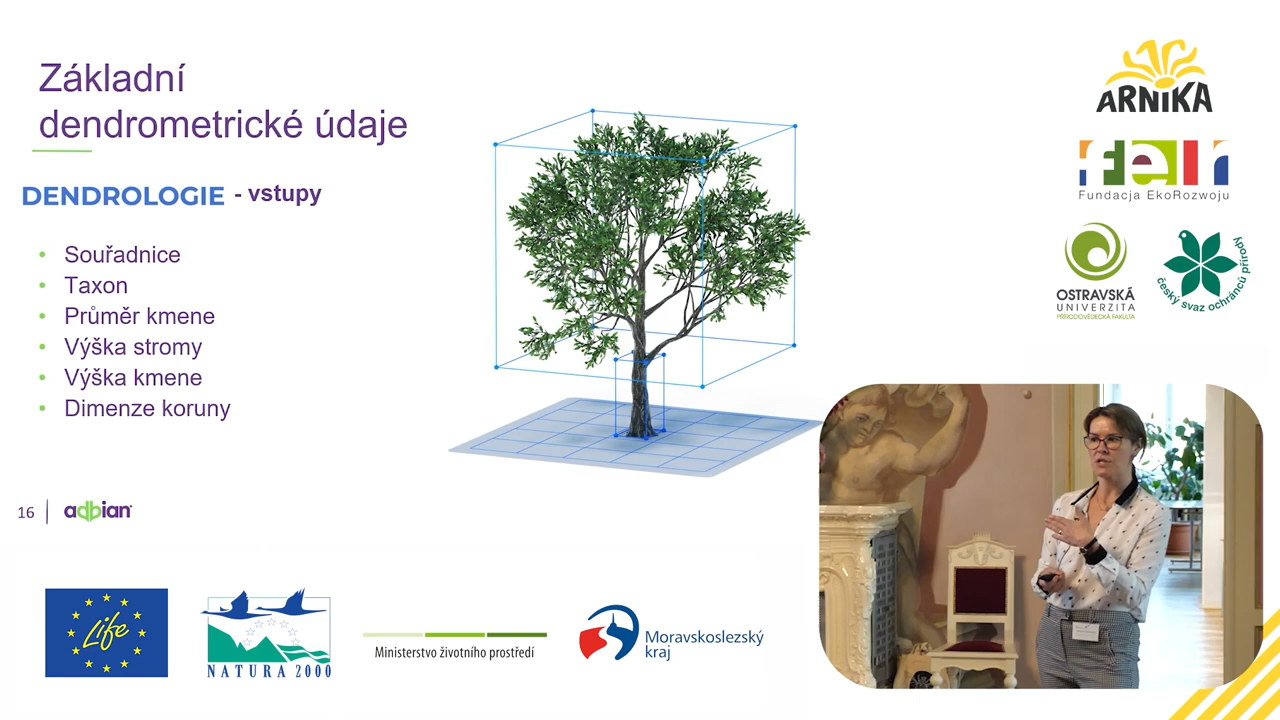 Základní
dendrometrické údaje
DENDROLOGIE - vstupy
• Souřadnice
• Taxon
• Průměr kmene
• Výška stromy
• Výška kmene
• Dimenze koruny
16
adbian
ARNIKA
feır
Fundacja EkoRozwoju
OSTRAVSKÁ
UNIVERZITA
PŘÍRODOVĚDECKÁ FAKULTA
český svaz ochránců přírody
Life
NATURA 2000
Ministerstvo životního prostředí
Moravskoslezský
kraj